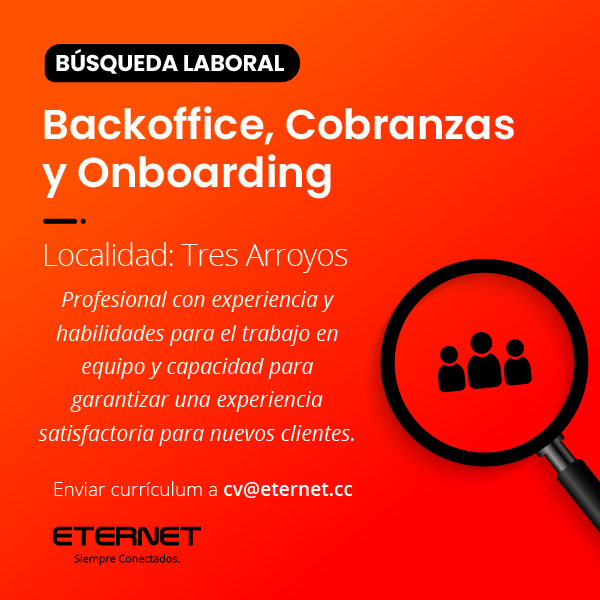 BÚSQUEDA LABORAL
Backoffice, Cobranzas
y Onboarding
Localidad: Tres Arroyos
Profesional con experiencia y
habilidades para el trabajo en
equipo y capacidad para
garantizar una experiencia
satisfactoria para nuevos clientes.
Enviar currículum a cv@eternet.cc
ETERNET
Siempre Conectados.